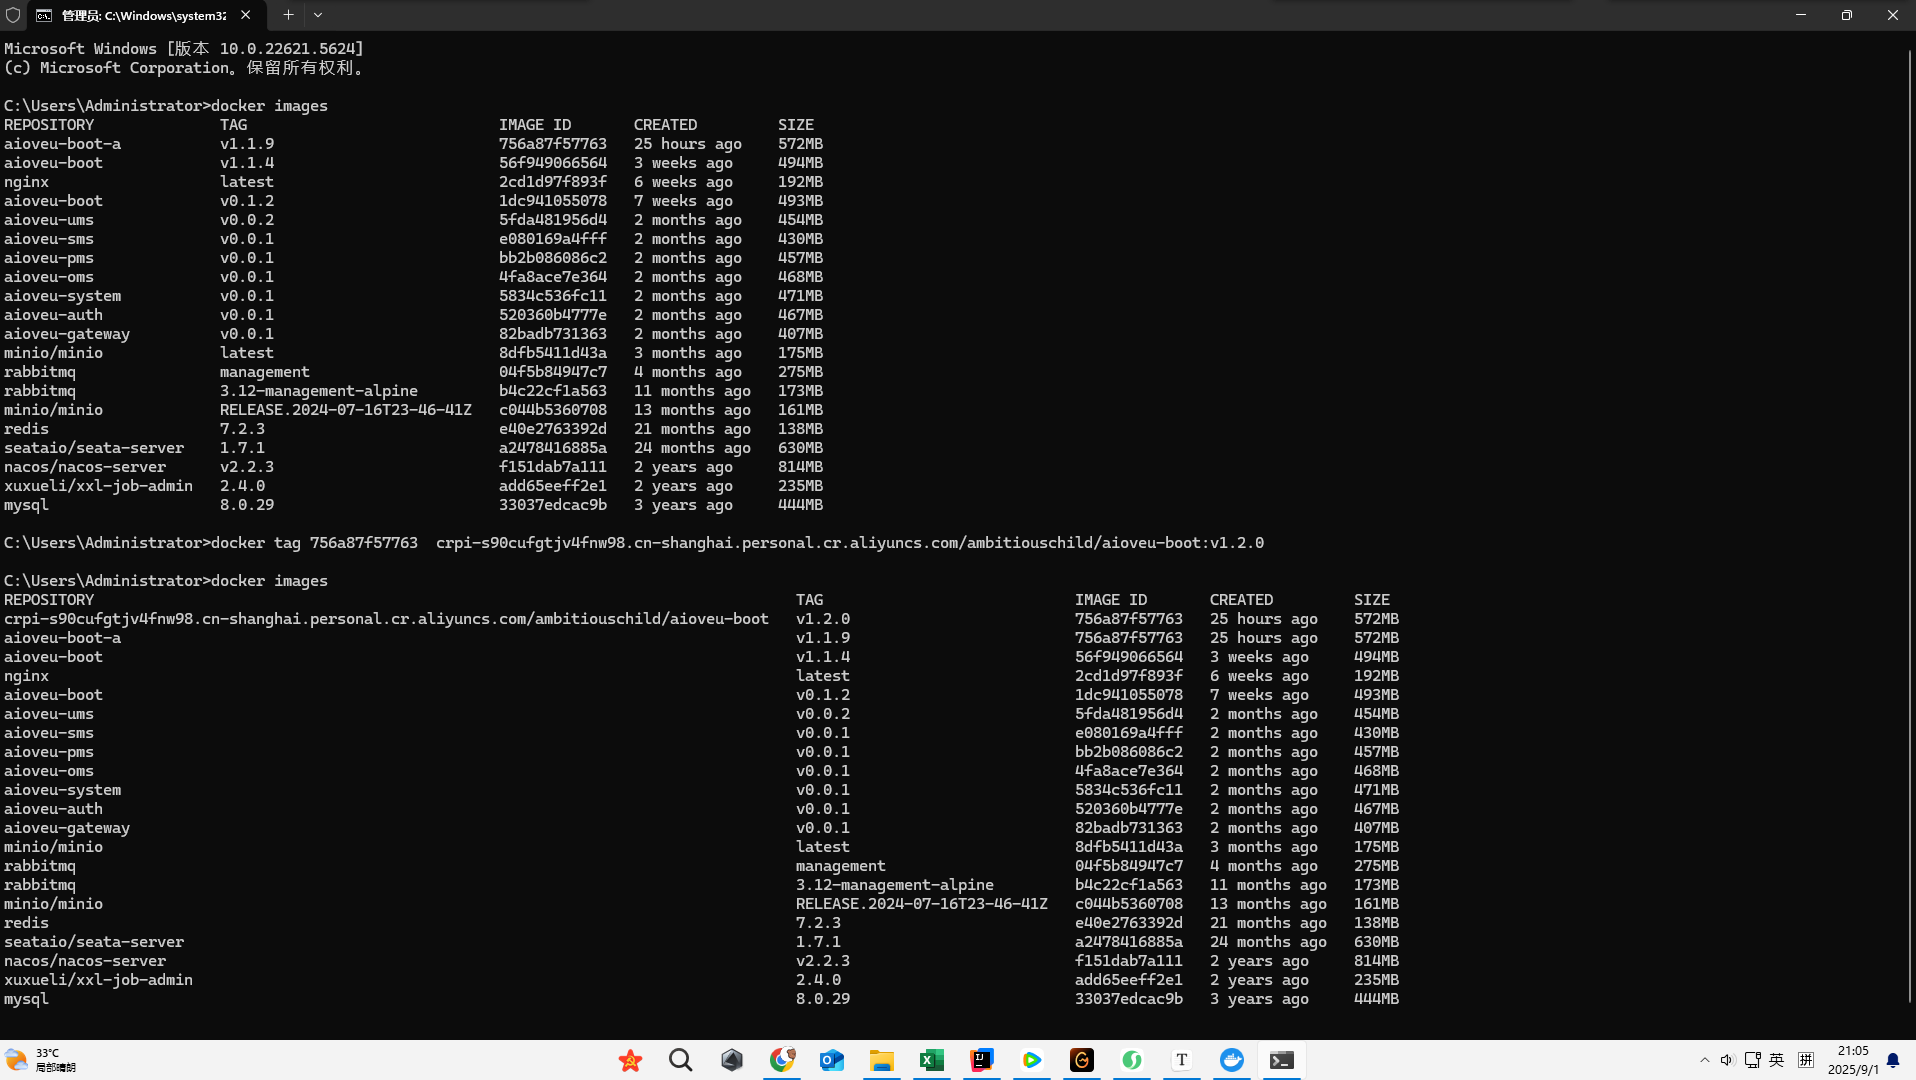 管理员: C:\Windows\system32
Microsoft Windows [版本 10.0.22621.5624]
(c) Microsoft Corporation。保留所有权利。
C:\Users\Administrator>docker images
REPOSITORY TAG IMAGE ID CREATED SIZE
aioveu-boot-a v1.1.9 756a87f57763 25 hours ago 572MB
aioveu-boot v1.1.4 56f949066564 3 weeks ago 494MB
nginx latest 2cd1d97f893f 6 weeks ago 192MB
aioveu-boot v0.1.2 1dc941055078 7 weeks ago 493MB
aioveu-ums v0.0.2 5fda481956d4 2 months ago 454MB
aioveu-sms v0.0.1 e080169a4fff 2 months ago 430MB
aioveu-pms v0.0.1 bb2b086086c2 2 months ago 457MB
aioveu-oms v0.0.1 4fa8ace7e364 2 months ago 468MB
aioveu-system v0.0.1 5834c536fc11 2 months ago 471MB
aioveu-auth v0.0.1 520360b4777e 2 months ago 467MB
aioveu-gateway v0.0.1 82badb731363 2 months ago 407MB
minio/minio latest 8dfb5411d43a 3 months ago 175MB
rabbitmq management 04f5b84947c7 4 months ago 275MB
rabbitmq 3.12-management-alpine b4c22cf1a563 11 months ago 173MB
minio/minio RELEASE.2024-07-16T23-46-41Z c044b5360708 13 months ago 161MB
redis 7.2.3 e40e2763392d 21 months ago 138MB
seataio/seata-server 1.7.1 a2478416885a 24 months ago 630MB
nacos/nacos-server v2.2.3 f151dab7a111 2 years ago 814MB
xuxueli/xxl-job-admin 2.4.0 add65eeff2e1 2 years ago 235MB
mysql 8.0.29 33037edcac9b 3 years ago 444MB
C:\Users\Administrator>docker tag 756a87f57763  crpi-s90cufgtjv4fnw98.cn-shanghai.personal.cr.aliyuncs.com/ambitiouschild/aioveu-boot:v1.2.0
C:\Users\Administrator>docker images
REPOSITORY TAG IMAGE ID CREATED SIZE
crpi-s90cufgtjv4fnw98.cn-shanghai.personal.cr.aliyuncs.com/ambitiouschild/aioveu-boot v1.2.0 756a87f57763 25 hours ago 572MB
aioveu-boot-a v1.1.9 756a87f57763 25 hours ago 572MB
aioveu-boot v1.1.4 56f949066564 3 weeks ago 494MB
nginx latest 2cd1d97f893f 6 weeks ago 192MB
aioveu-boot v0.1.2 1dc941055078 7 weeks ago 493MB
aioveu-ums v0.0.2 5fda481956d4 2 months ago 454MB
aioveu-sms v0.0.1 e080169a4fff 2 months ago 430MB
aioveu-pms v0.0.1 bb2b086086c2 2 months ago 457MB
aioveu-oms v0.0.1 4fa8ace7e364 2 months ago 468MB
aioveu-system v0.0.1 5834c536fc11 2 months ago 471MB
aioveu-auth v0.0.1 520360b4777e 2 months ago 467MB
aioveu-gateway v0.0.1 82badb731363 2 months ago 407MB
minio/minio latest 8dfb5411d43a 3 months ago 175MB
rabbitmq management 04f5b84947c7 4 months ago 275MB
rabbitmq 3.12-management-alpine b4c22cf1a563 11 months ago 173MB
minio/minio RELEASE.2024-07-16T23-46-41Z c044b5360708 13 months ago 161MB
redis 7.2.3 e40e2763392d 21 months ago 138MB
seataio/seata-server 1.7.1 a2478416885a 24 months ago 630MB
nacos/nacos-server v2.2.3 f151dab7a111 2 years ago 814MB
xuxueli/xxl-job-admin 2.4.0 add65eeff2e1 2 years ago 235MB
mysql 8.0.29 33037edcac9b 3 years ago 444MB
33°C
局部晴朗
英 拼
21:05
2025/9/1